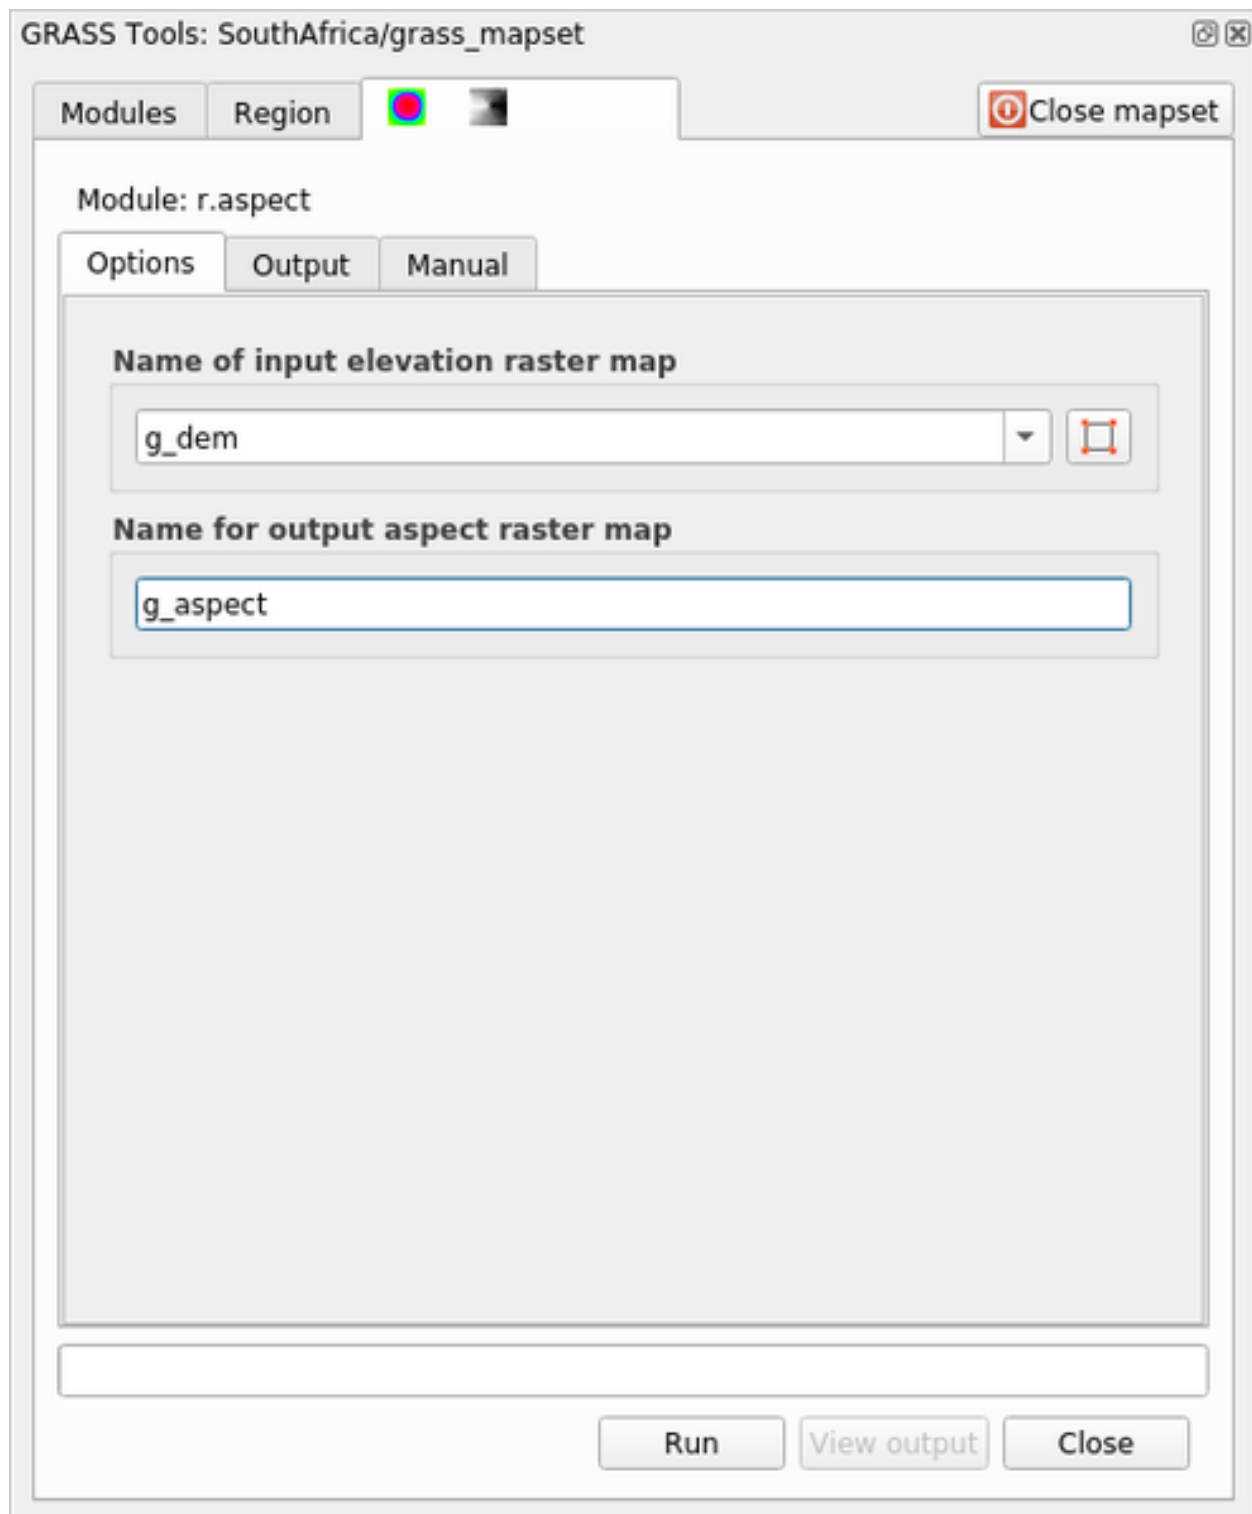 GRASS Tools: SouthAfrica/grass_mapset
Modules Region Close mapset
Module: r.aspect
Options Output Manual
Name of input elevation raster map
g_dem
Name for output aspect raster map
g_aspect
Run View output Close